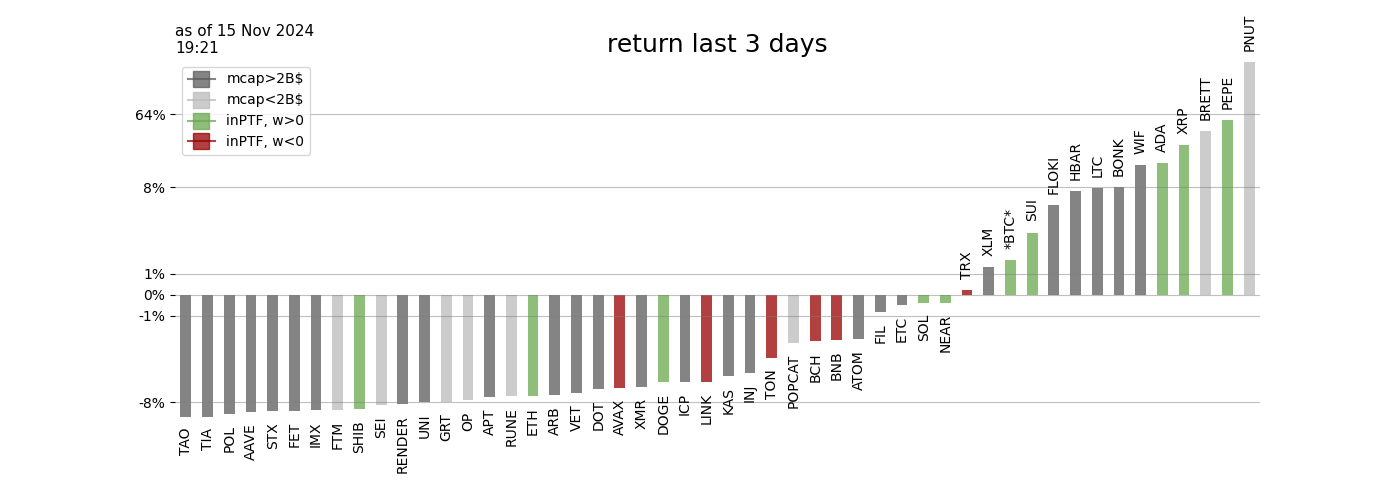 as of 15 Nov 2024
19:21
return last 3 days
mcap>2B$
mcap<2B$
inPTF, w>0
inPTF, w<0
64%
8%
1%
0%
-1%
-8%
TAO
TIA
POL
AAVE
STX
FET
IMX
FTM
SHIB
SEI
RENDER
UNI
GRT
OP
APT
RUNE
ETH
ARB
VET
DOT
AVAX
XMR
DOGE
ICP
LINK
KAS
INJ
TON
POPCAT
BCH
BNB
ATOM
FIL
ETC
SOL
NEAR
TRX
XLM
*BTC*
SUI
FLOKI
HBAR
LTC
BONK
WIF
ADA
XRP
BRETT
PEPE
PNUT